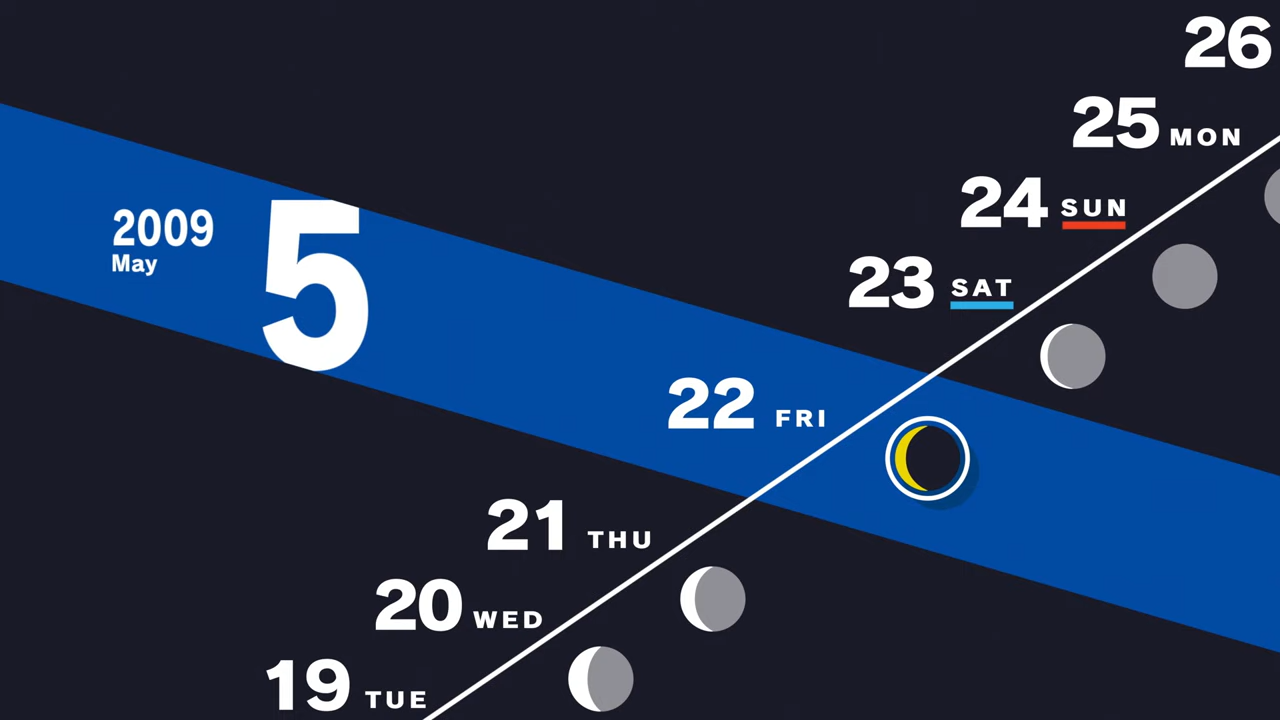 26
25 MON
24 SUN
2009
May
5
23 SAT
22 FRI
21 THU
20 WED
19 TUE